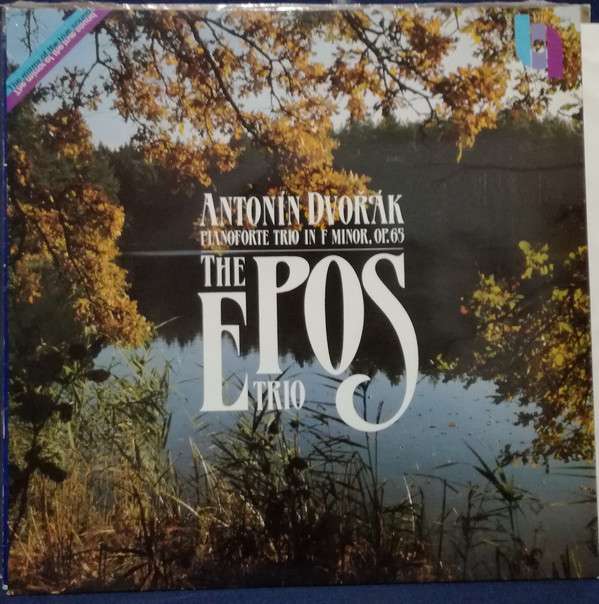 ANTONÍN DVOŘÁK
PIANOFORTE TRIO IN F MINOR, OP.65
THE
EPOS
TRIO